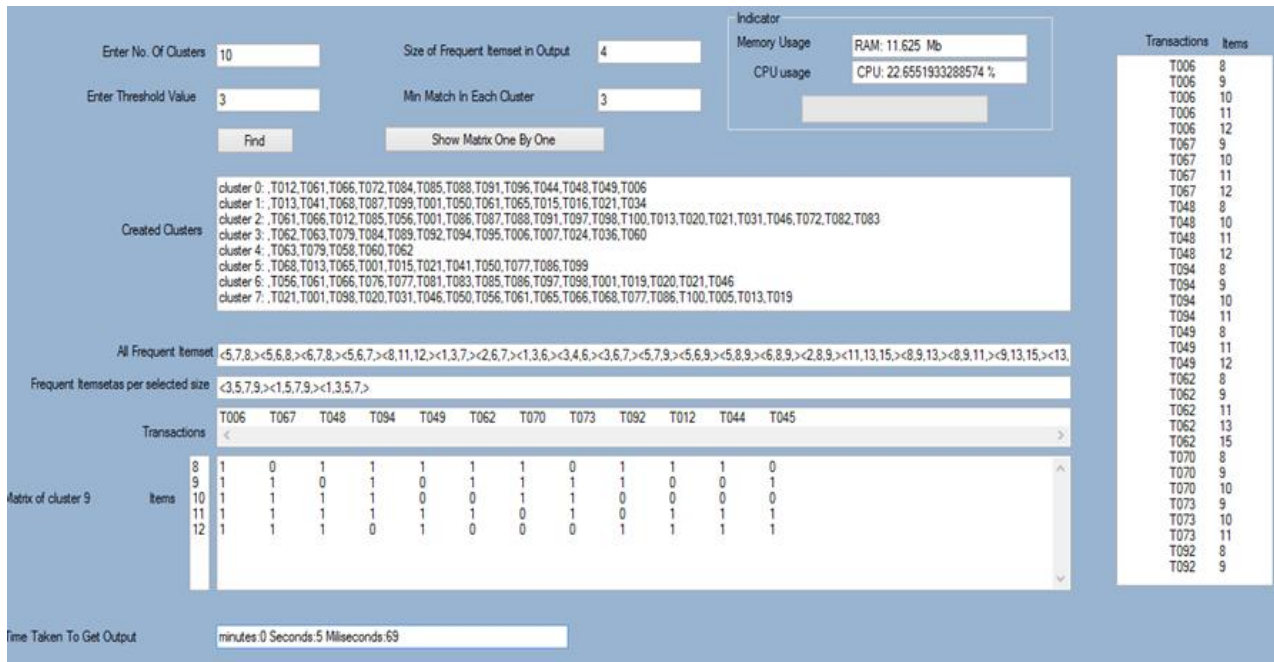 Indicator
Enter No. Of Clusters 10 Size of Frequent Itemset in Output 4 Memory Usage RAM: 11.625 Mb
CPU usage CPU: 22.6551933288574 %
Enter Threshold Value 3 Min Match In Each Cluster 3
Find Show Matrix One By One
Created Clusters
cluster 0: ,T012,T061,T066,T072,T084,T085,T088,T091,T096,T044,T048,T049,T006
cluster 1: ,T013,T041,T068,T087,T099,T001,T050,T061,T065,T015,T016,T021,T034
cluster 2: ,T061,T066,T012,T085,T056,T001,T086,T087,T088,T091,T097,T098,T100,T013,T020,T021,T031,T046,T072,T082,T083
cluster 3: ,T062,T063,T079,T084,T089,T092,T094,T095,T006,T007,T024,T036,T060
cluster 4: ,T063,T079,T058,T060,T062
cluster 5: ,T068,T013,T065,T001,T015,T021,T041,T050,T077,T086,T099
cluster 6: ,T056,T061,T066,T076,T077,T081,T083,T085,T086,T097,T098,T001,T019,T020,T021,T046
cluster 7: ,T021,T001,T098,T020,T031,T046,T050,T056,T061,T065,T066,T068,T077,T086,T100,T005,T013,T019
All Frequent Itemset <5,7,8,><5,6,8,><6,7,8,><5,6,7,><8,11,12,><1,3,7,><2,6,7,><1,3,6,><3,4,6,><3,6,7,><5,7,9,><5,6,9,><5,8,9,><6,8,9,><2,8,9,><11,13,15,><8,9,13,><8,9,11,><9,13,15,><13,
Frequent Itemsetas per selected size <3,5,7,9,><1,5,7,9,><1,3,5,7,>
Transactions
T006 T067 T048 T094 T049 T062 T070 T073 T092 T012 T044 T045
Matrix of cluster 9 Items
8 1 0 1 1 1 1 1 0 1 1 1 0
9 1 1 0 1 0 1 1 1 1 0 0 1
10 1 1 1 1 0 0 1 1 0 0 0 0
11 1 1 1 1 1 1 0 1 0 1 1 1
12 1 1 1 0 1 0 0 0 1 1 1 1
Time Taken To Get Output minutes:0 Seconds:5 Miliseconds:69
Transactions Items
T006 8
T006 9
T006 10
T006 11
T006 12
T067 9
T067 10
T067 11
T067 12
T048 8
T048 10
T048 11
T048 12
T094 8
T094 9
T094 10
T094 11
T049 8
T049 11
T049 12
T062 8
T062 9
T062 11
T062 13
T062 15
T070 8
T070 9
T070 10
T073 9
T073 10
T073 11
T092 8
T092 9